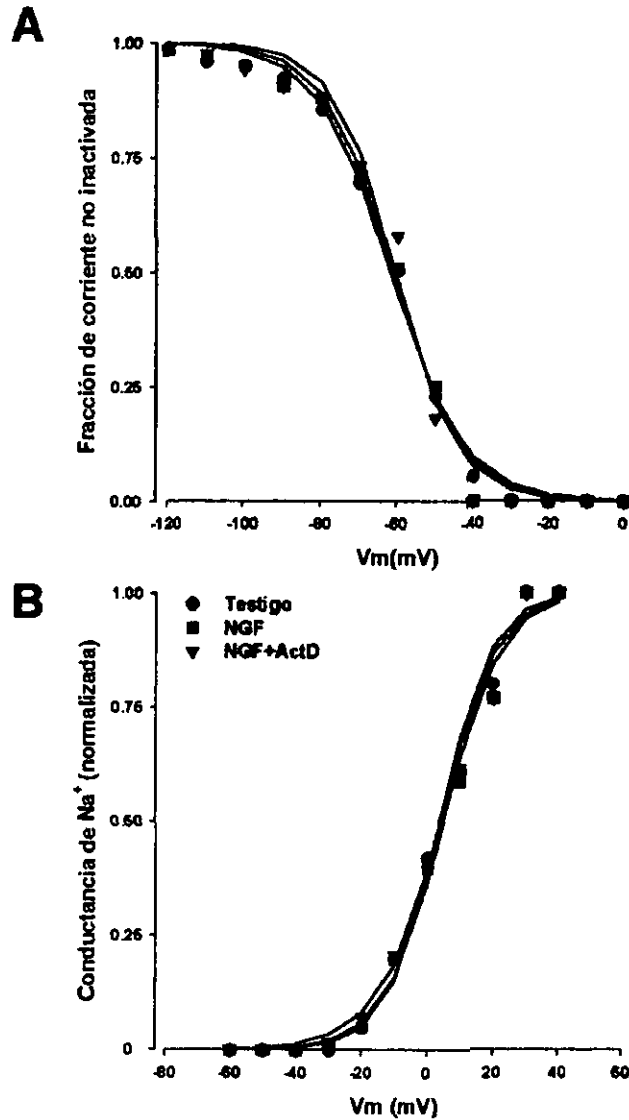 A
Fracción de corriente no inactivada
1.00
0.75
0.50
0.25
0.00
-120 -100 -80 -60 -40 -20 0
Vm(mV)
B
Conductancia de Na⁺ (normalizada)
1.00
0.75
0.50
0.25
0
Testigo
NGF
NGF+ActD
-80 -60 -40 -20 0 20 40 60
Vm (mV)